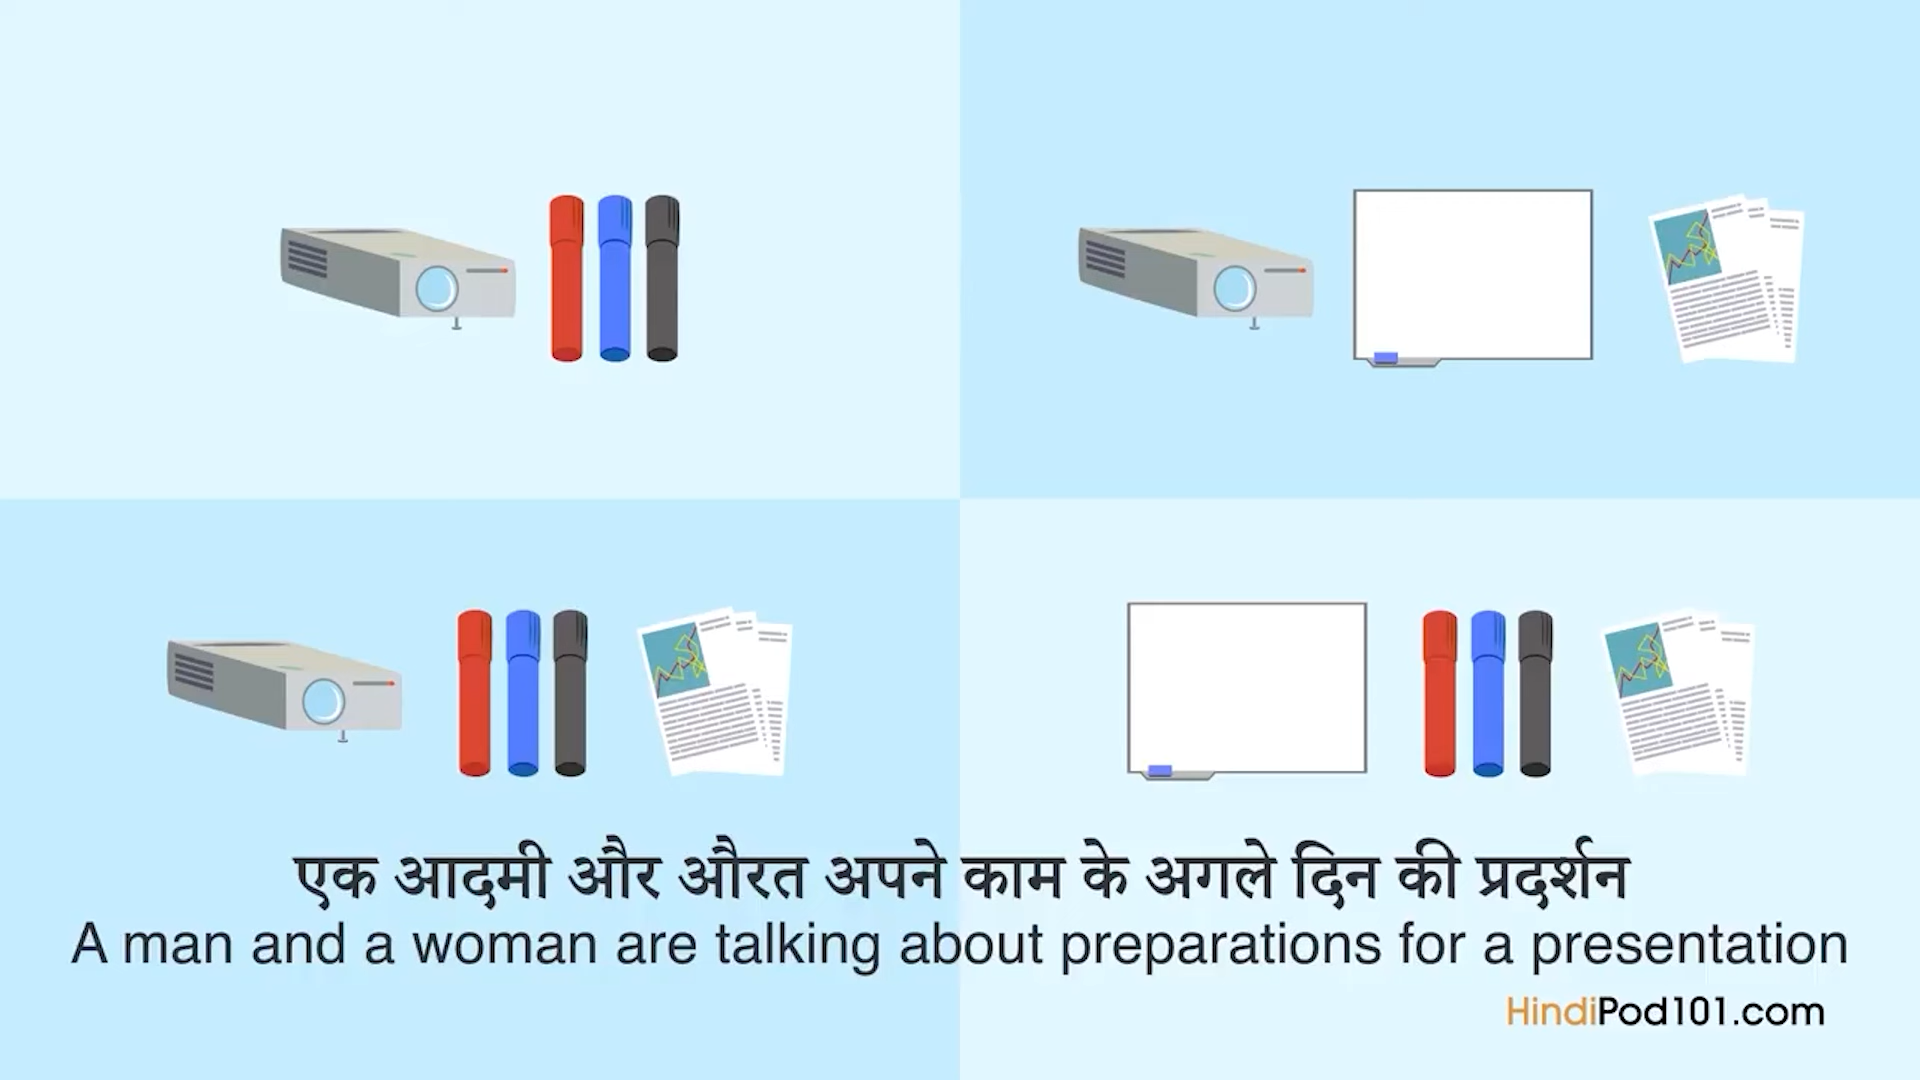 एक आदमी और औरत अपने काम के अगले दिन की प्रदर्शन
A man and a woman are talking about preparations for a presentation
HindiPod101.com